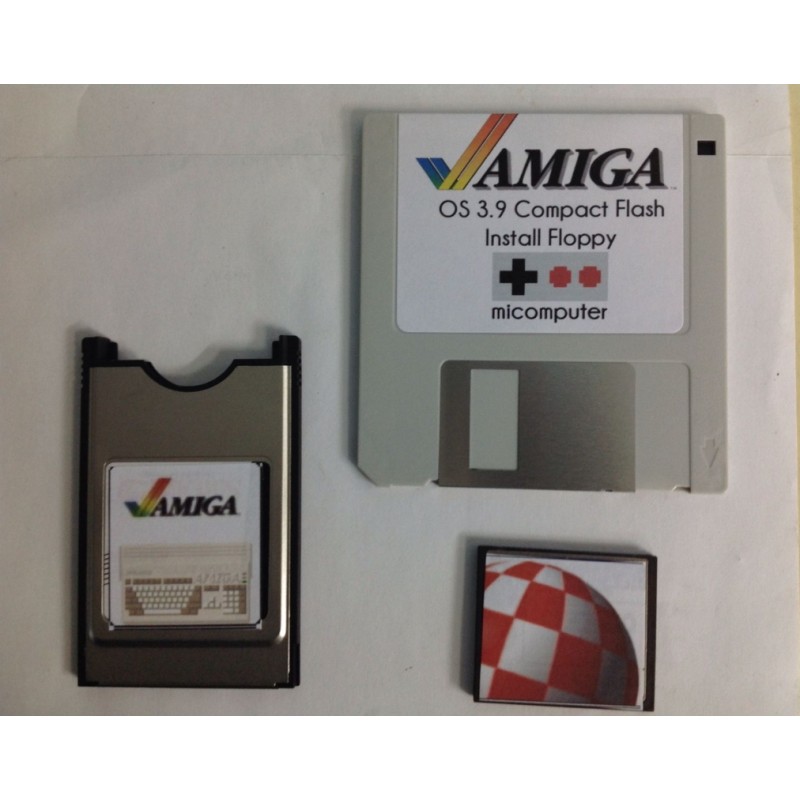 AMIGA
OS 3.9 Compact Flash
Install Floppy
micomputer
AMIGA